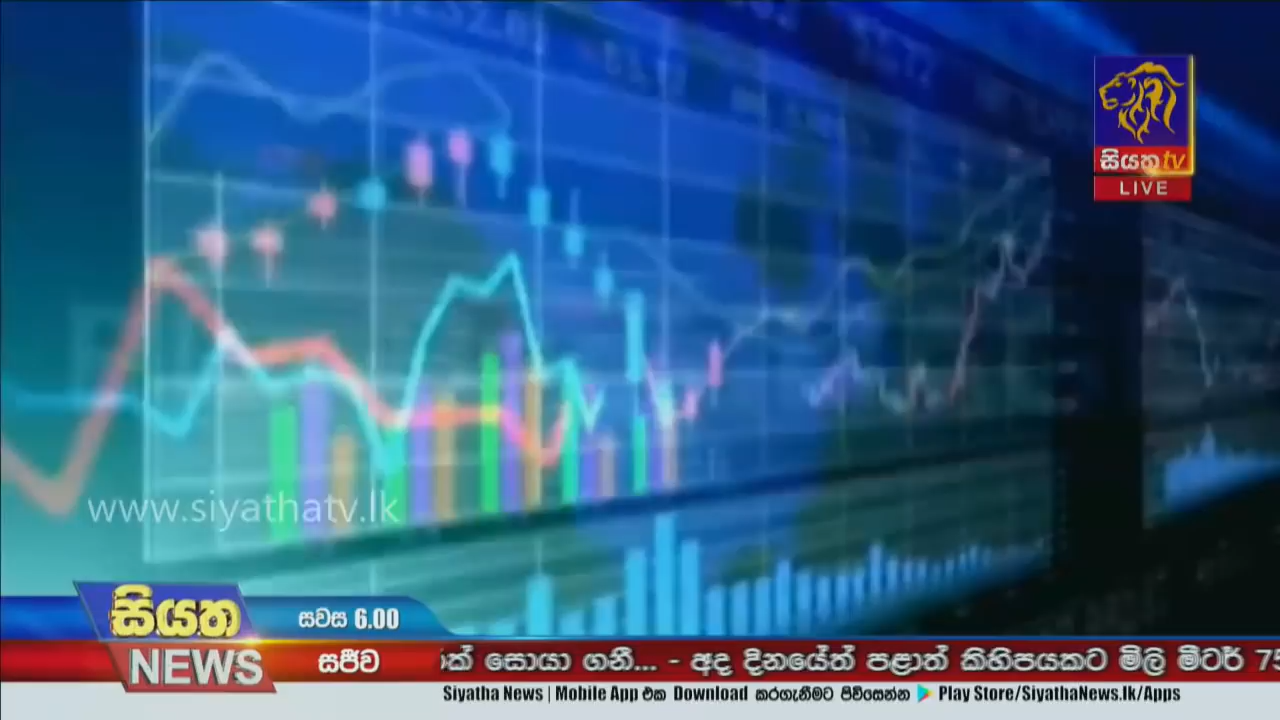 සියත tv
LIVE
www.siyathatv.lk
සියත
NEWS
සවස 6.00
සජීව
සොයා ගනී... - අද දිනයේත් පළාත් කිහිපයකට මිලි මීටර් 75
Siyatha News | Mobile App එක Download කරගැනීමට පිවිසෙන්න Play Store/SiyathaNews.lk/Apps